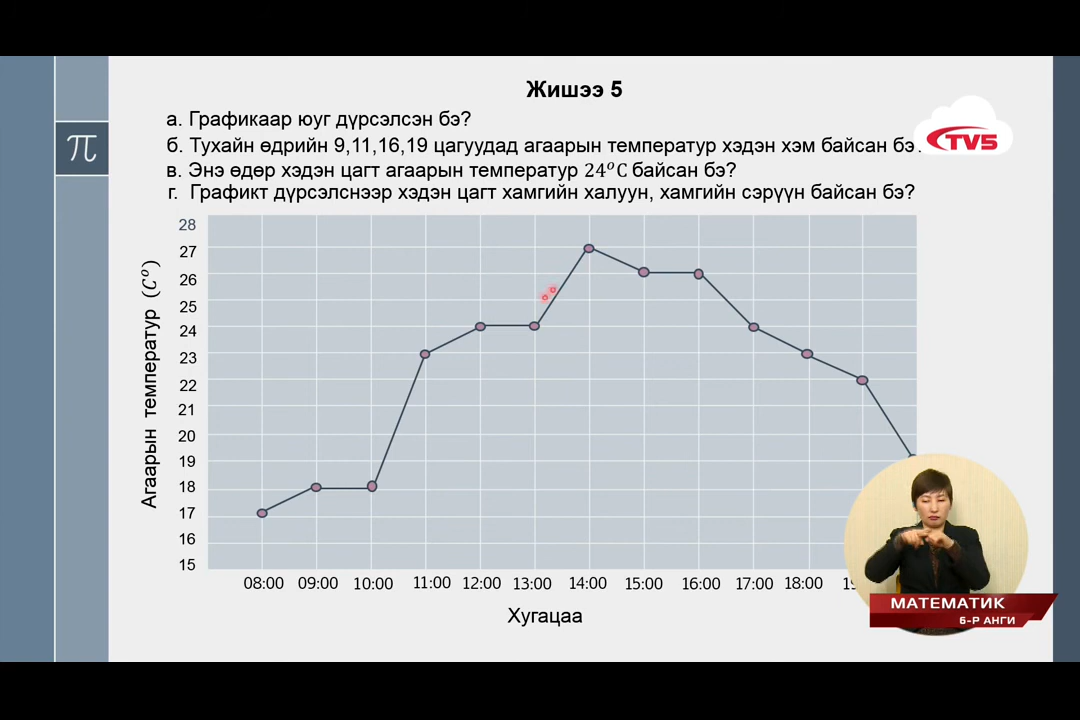 Жишээ 5
π
а. Графикаар юуг дүрсэлсэн бэ?
б. Тухайн өдрийн 9,11,16,19 цагуудад агаарын температур хэдэн хэм байсан бэ
TV5
в. Энэ өдөр хэдэн цагт агаарын температур 24°C байсан бэ?
г. Графикт дүрсэлснээр хэдэн цагт хамгийн халуун, хамгийн сэрүүн байсан бэ?
Агаарын температур (C°)
28
27
26
25
24
23
22
21
20
19
18
17
16
15
08:00 09:00 10:00 11:00 12:00 13:00 14:00 15:00 16:00 17:00 18:00
Хугацаа
МАТЕМАТИК
6-Р АНГИ